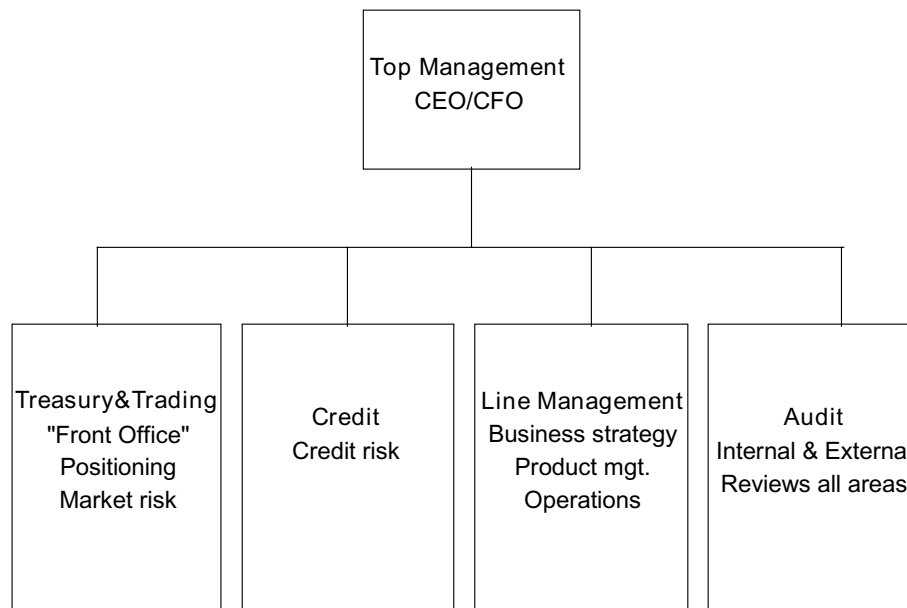 Top Management
CEO/CFO
Treasury&Trading
"Front Office"
Positioning
Market risk
Credit
Credit risk
Line Management
Business strategy
Product mgt.
Operations
Audit
Internal & Externa
Reviews all areas